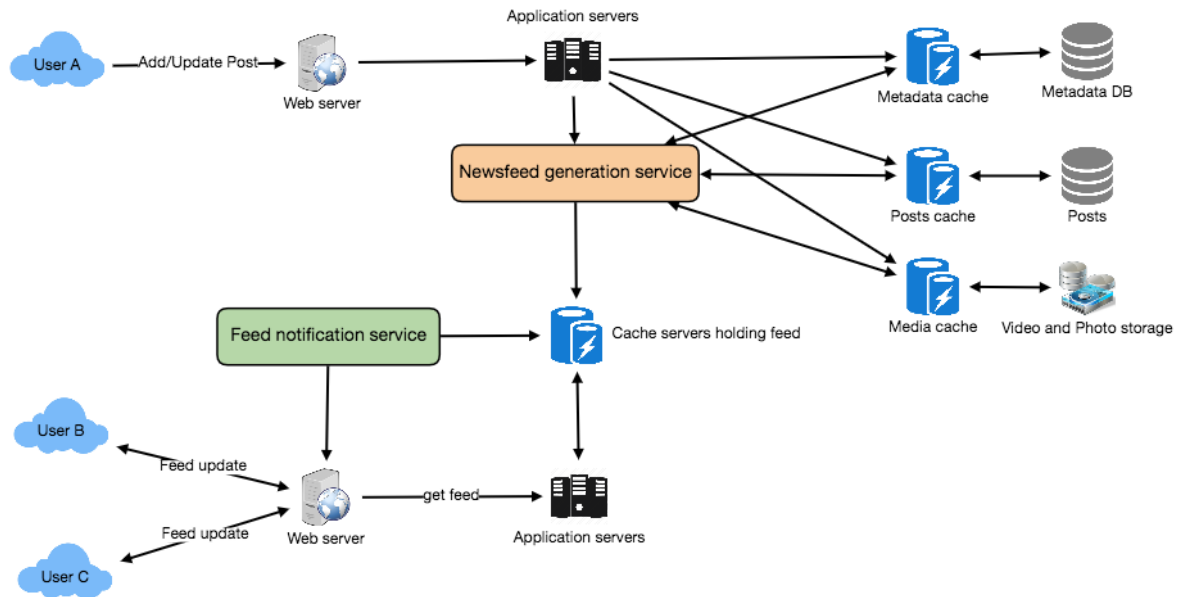 Application servers
User A
Add/Update Post
Web server
Metadata cache
Metadata DB
Newsfeed generation service
Posts cache
Posts
Feed notification service
Cache servers holding feed
Media cache
Video and Photo storage
User B
Feed update
get feed
Feed update
Web server
Application servers
User C